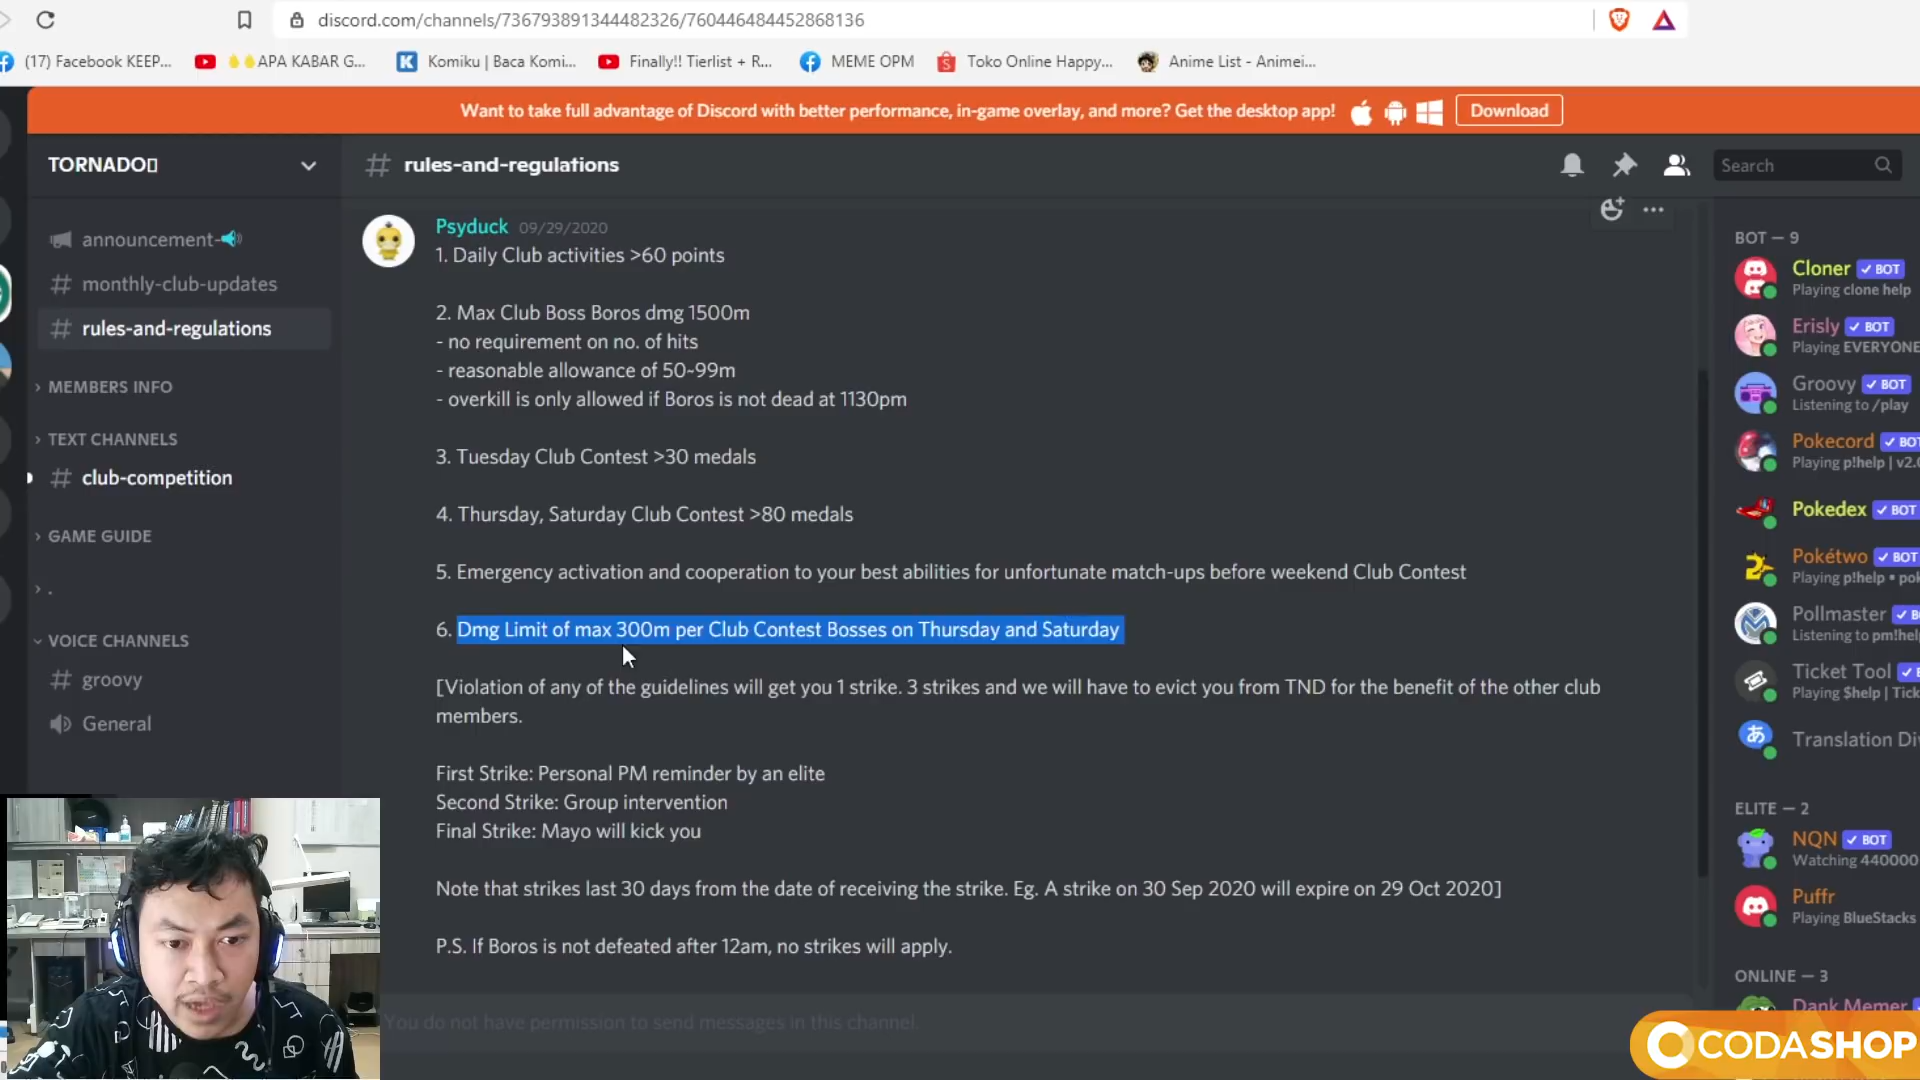 discord.com/channels/736793891344482326/760446484452868136
(17) Facebook KEEP...
APA KABAR G...
Komiku | Baca Komi...
Finally!! Tierlist + R...
MEME OPM
Toko Online Happy...
Anime List - Animei...
Want to take full advantage of Discord with better performance, in-game overlay, and more? Get the desktop app!
Download
TORNADO
rules-and-regulations
Search
announcement-
monthly-club-updates
rules-and-regulations
MEMBERS INFO
TEXT CHANNELS
club-competition
GAME GUIDE
.
VOICE CHANNELS
groovy
General
Psyduck 09/29/2020
1. Daily Club activities >60 points
2. Max Club Boss Boros dmg 1500m
- no requirement on no. of hits
- reasonable allowance of 50~99m
- overkill is only allowed if Boros is not dead at 1130pm
3. Tuesday Club Contest >30 medals
4. Thursday, Saturday Club Contest >80 medals
5. Emergency activation and cooperation to your best abilities for unfortunate match-ups before weekend Club Contest
6. Dmg Limit of max 300m per Club Contest Bosses on Thursday and Saturday
[Violation of any of the guidelines will get you 1 strike. 3 strikes and we will have to evict you from TND for the benefit of the other club
members.
First Strike: Personal PM reminder by an elite
Second Strike: Group intervention
Final Strike: Mayo will kick you
Note that strikes last 30 days from the date of receiving the strike. Eg. A strike on 30 Sep 2020 will expire on 29 Oct 2020]
P.S. If Boros is not defeated after 12am, no strikes will apply.
You do not have permission to send messages in this channel.
BOT — 9
Cloner ✓ BOT
Playing clone help
Erisly ✓ BOT
Playing EVERYONE
Groovy ✓ BOT
Listening to /play
Pokecord ✓ BOT
Playing p!help | v2.0
Pokedex ✓ BOT
Pokétwo ✓ BOT
Playing p!help • pok
Pollmaster ✓ B
Listening to pm!help
Ticket Tool ✓ B
Playing $help | Tick
あ
Translation Di
ELITE — 2
NQN ✓ BOT
Watching 440000
Puffr
Playing BlueStacks
ONLINE — 3
Dank Memer
CODASHOP